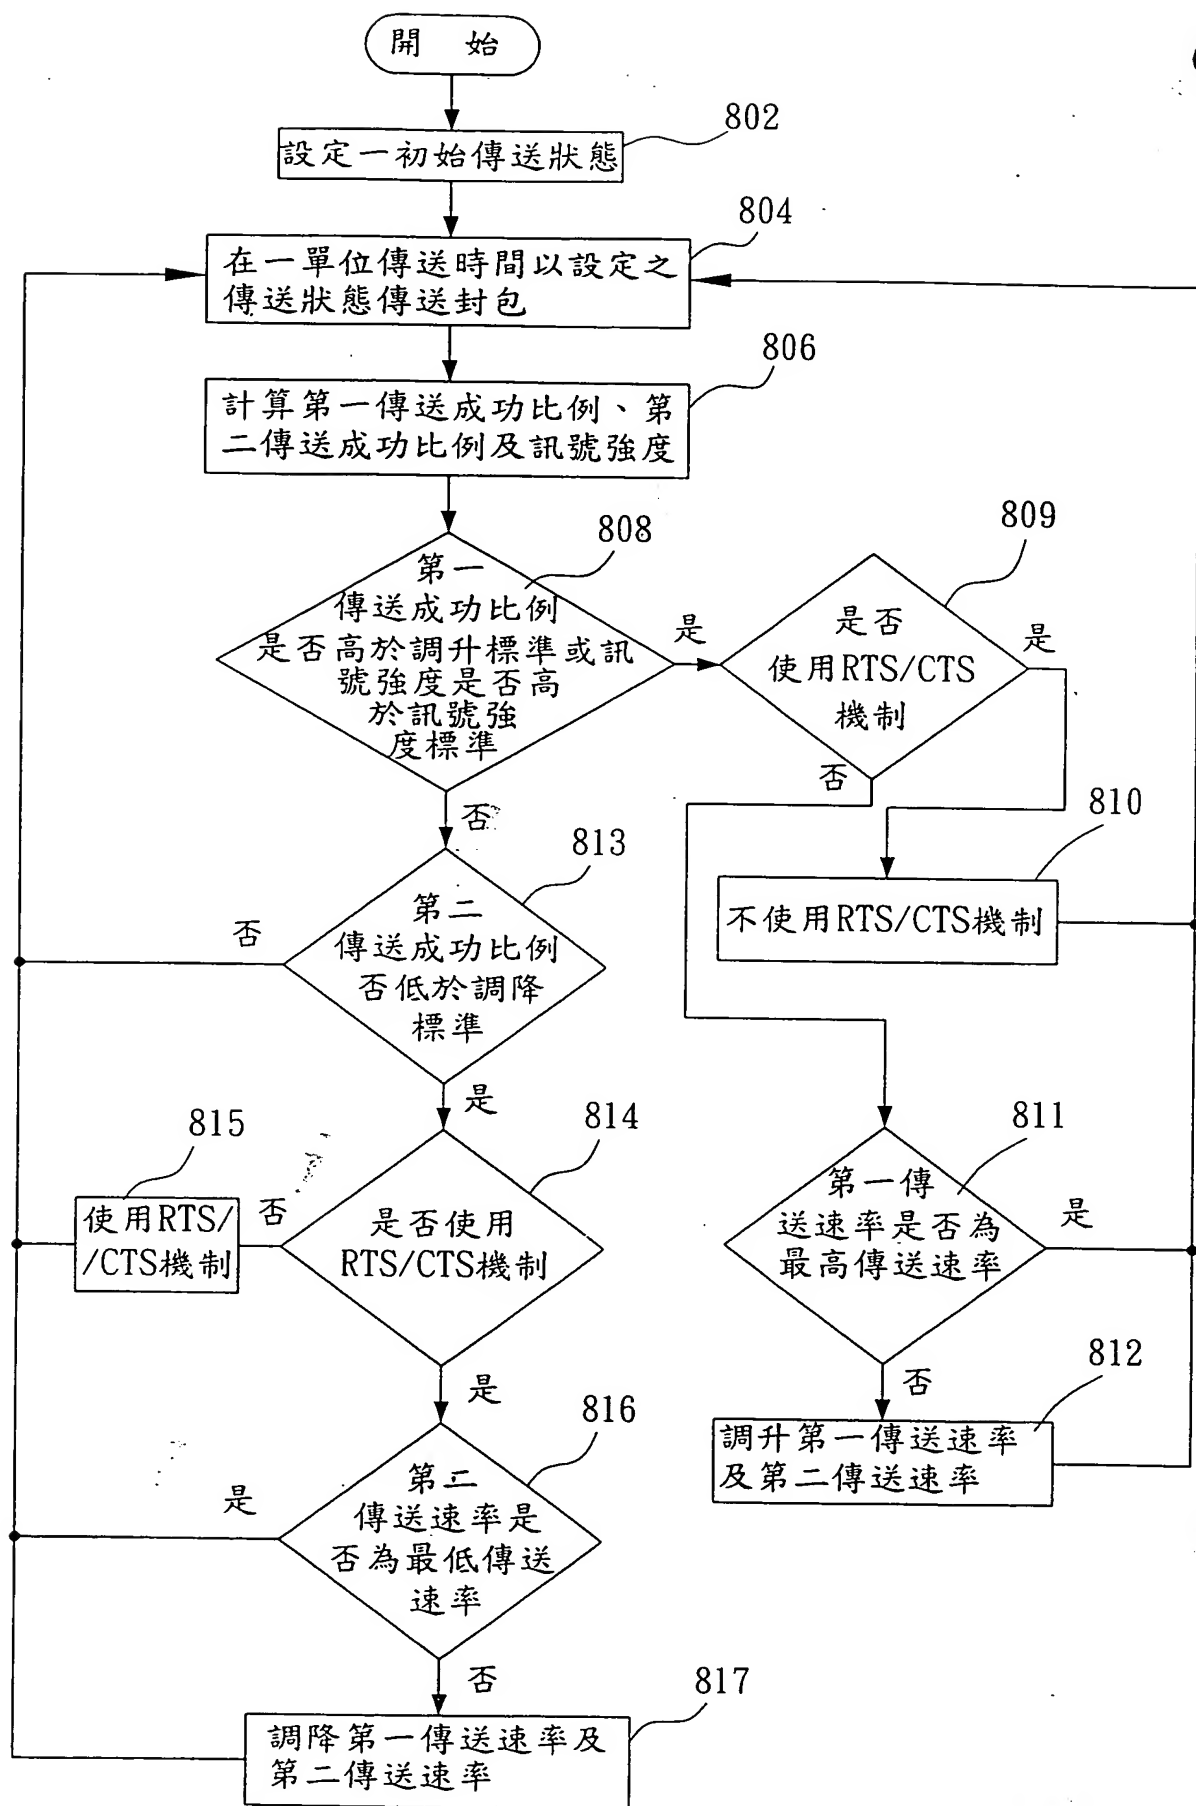 開 始
802
設定一初始傳送狀態
804
在一單位傳送時間以設定之
傳送狀態傳送封包
806
計算第一傳送成功比例、第
二傳送成功比例及訊號強度
808
第一
傳送成功比例
是否高於調升標準或訊
號強度是否高
於訊號強
度標準
是
809
是否
使用RTS/CTS
機制
是
否
810
不使用RTS/CTS機制
否
813
第二
傳送成功比例
否低於調降
標準
否
是
814
是否使用
RTS/CTS機制
否
815
使用RTS/
/CTS機制
811
第一傳
送速率是否為
最高傳送速率
是
否
812
調升第一傳送速率
及第二傳送速率
是
816
第二
傳送速率是
否為最低傳送
速率
是
否
817
調降第一傳送速率及
第二傳送速率